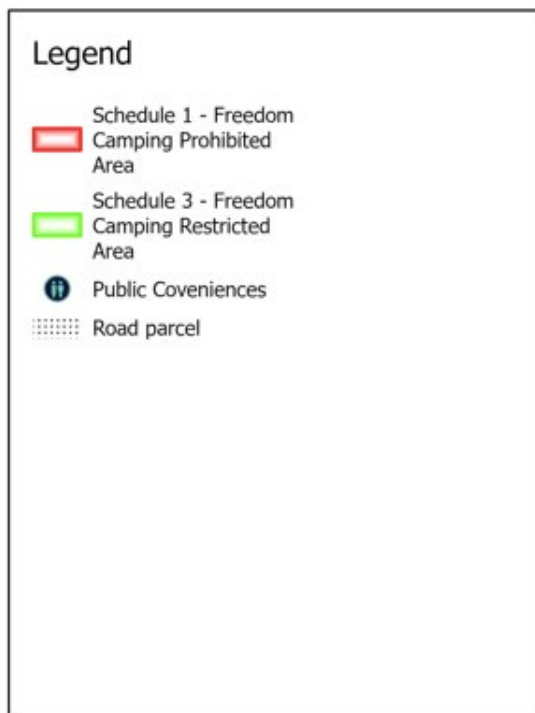 Legend
Schedule 1 - Freedom
Camping Prohibited
Area
Schedule 3 - Freedom
Camping Restricted
Area
Public Coveniences
Road parcel